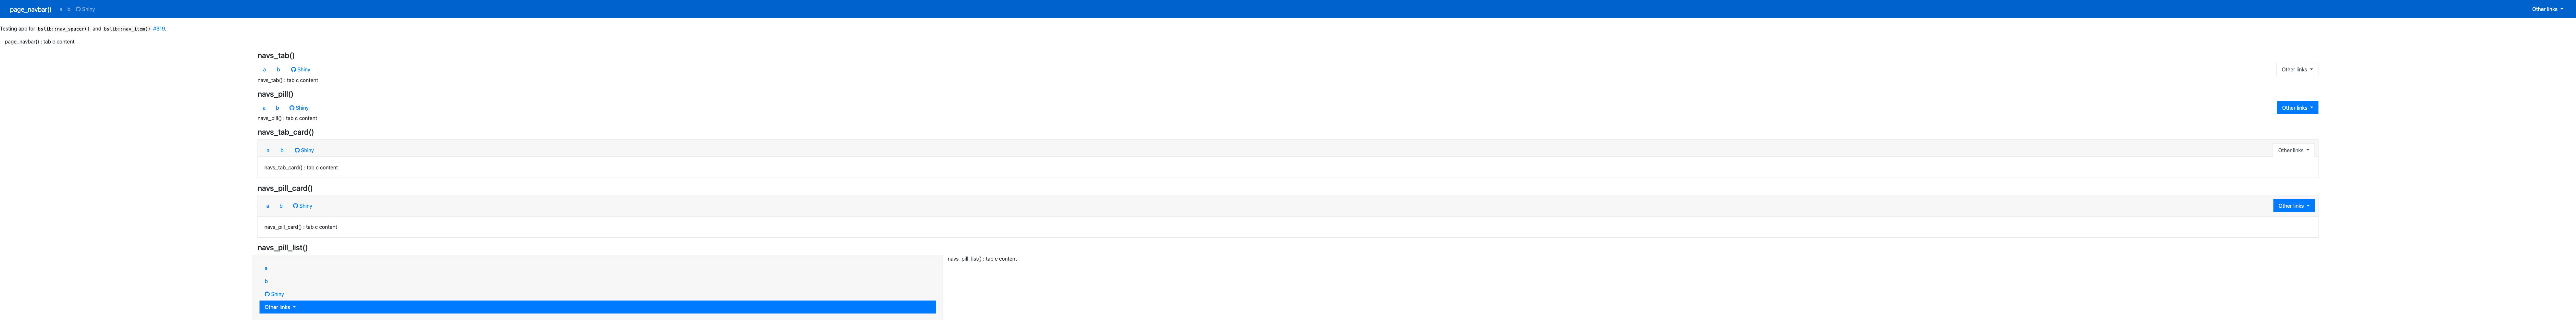 page_navbar() a b Shiny Other links
Testing app for bslib::nav_spacer() and bslib::nav_item() #319.
page_navbar() : tab c content
navs_tab()
a b Shiny Other links
navs_tab() : tab c content
navs_pill()
a b Shiny Other links
navs_pill() : tab c content
navs_tab_card()
a b Shiny Other links
navs_tab_card() : tab c content
navs_pill_card()
a b Shiny Other links
navs_pill_card() : tab c content
navs_pill_list()
a
navs_pill_list() : tab c content
b
Shiny
Other links